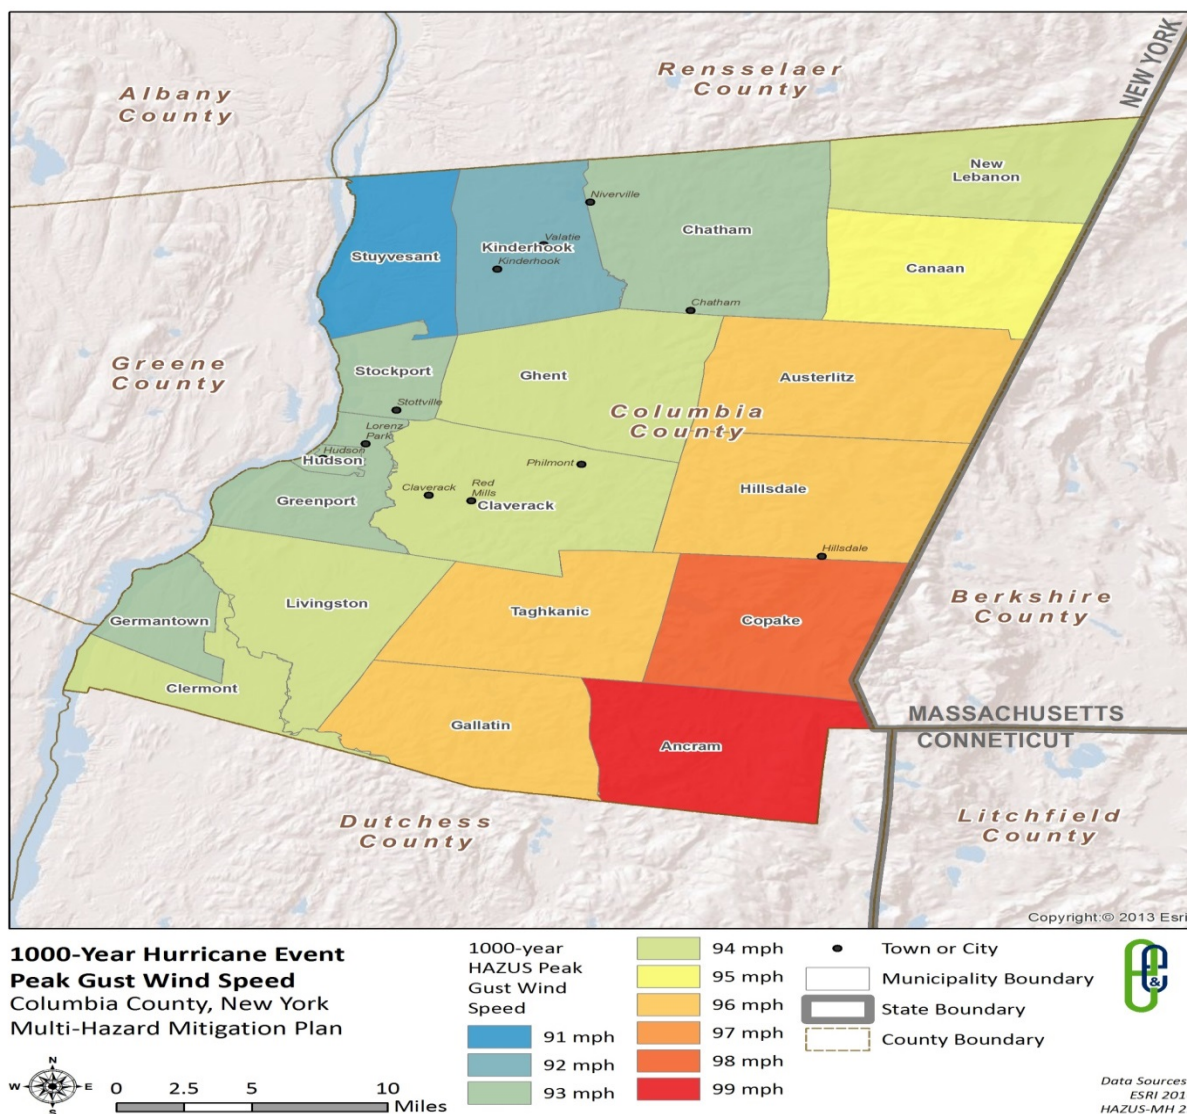 Albany
County
Rensselaer
County
NEW YORK
New
Lebanon
Niverville
Chatham
Stuyvesant
Valatie
Kinderhook
Kinderhook
Canaan
Chatham
Greene
County
Stockport
Ghent
Austerlitz
Stottville
Columbia
County
Lorenz
Park
Hudson
Hudson
Philmont
Greenport
Claverack
Red
Mills
Claverack
Hillsdale
Hillsdale
Berkshire
County
Livingston
Taghkanic
Copake
Germantown
Clermont
Gallatin
Ancram
MASSACHUSETTS
CONNETICUT
Dutchess
County
Litchfield
County
Copyright:© 2013 Esri
1000-Year Hurricane Event
Peak Gust Wind Speed
Columbia County, New York
Multi-Hazard Mitigation Plan
N
W E
S
0 2.5 5 10
Miles
1000-year
HAZUS Peak
Gust Wind
Speed
91 mph
92 mph
93 mph
94 mph
95 mph
96 mph
97 mph
98 mph
99 mph
Town or City
Municipality Boundary
State Boundary
County Boundary
Data Sources
ESRI 201
HAZUS-MH 2